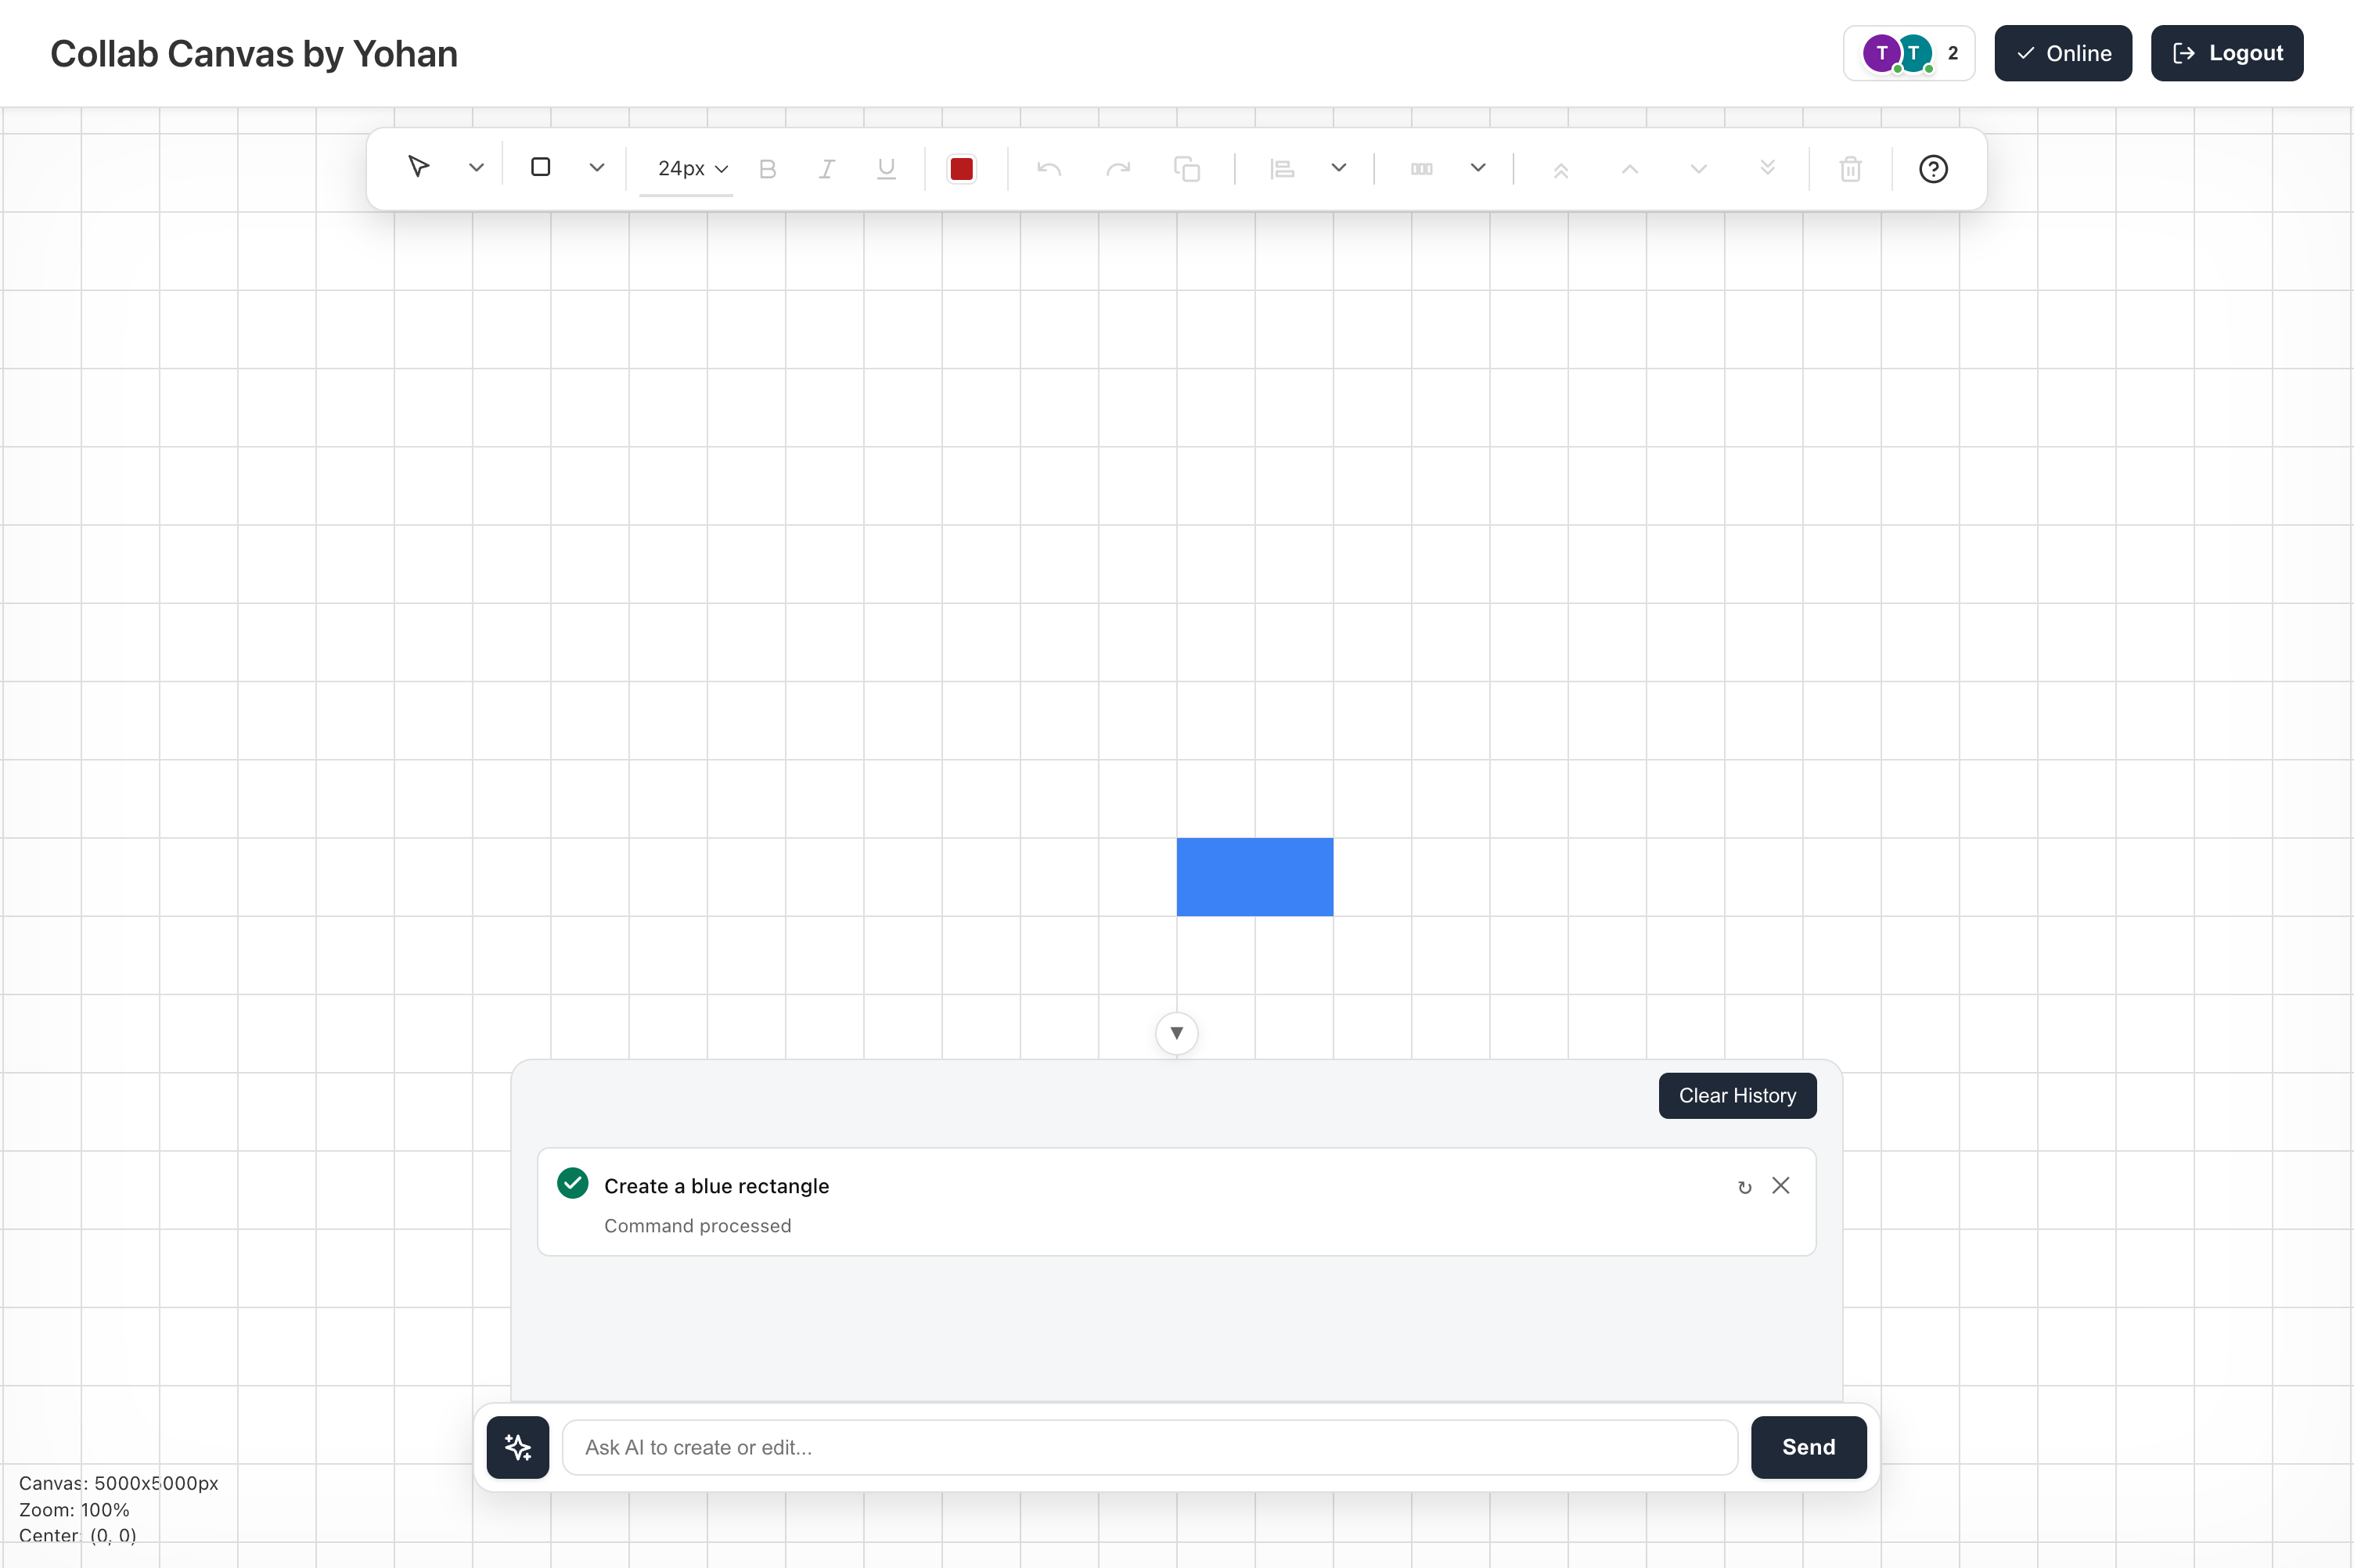 Collab Canvas by Yohan
T T 2
Online
Logout
24px
Clear History
Create a blue rectangle
Command processed
Ask AI to create or edit...
Send
Canvas: 5000x5000px
Zoom: 100%
Center: (0, 0)